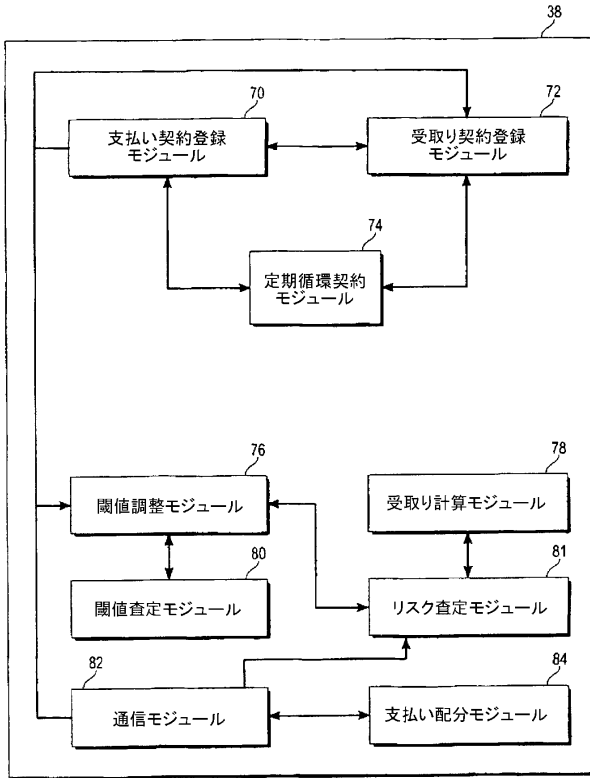 38
70
支払い契約登録
モジュール
72
受取り契約登録
モジュール
74
定期循環契約
モジュール
76
閾値調整モジュール
78
受取り計算モジュール
80
閾値査定モジュール
81
リスク査定モジュール
82
通信モジュール
84
支払い配分モジュール